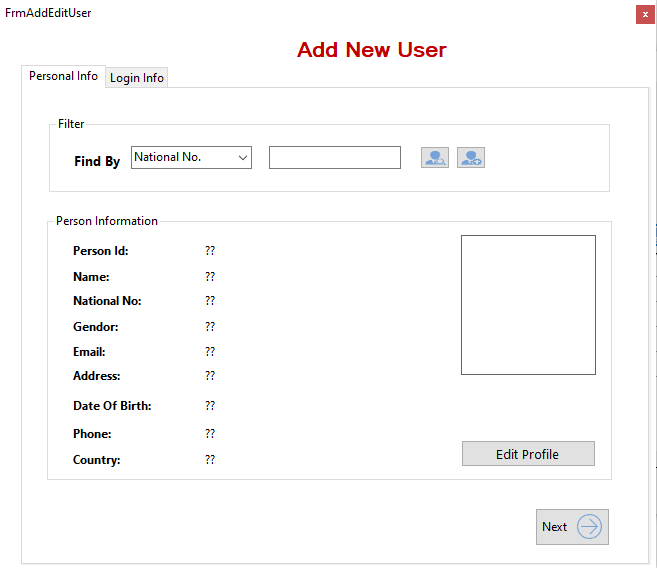 FrmAddEditUser
x
Add New User
Personal Info
Login Info
Filter
Find By
National No.
Person Information
Person Id: ??
Name: ??
National No: ??
Gendor: ??
Email: ??
Address: ??
Date Of Birth: ??
Phone: ??
Country: ??
Edit Profile
Next